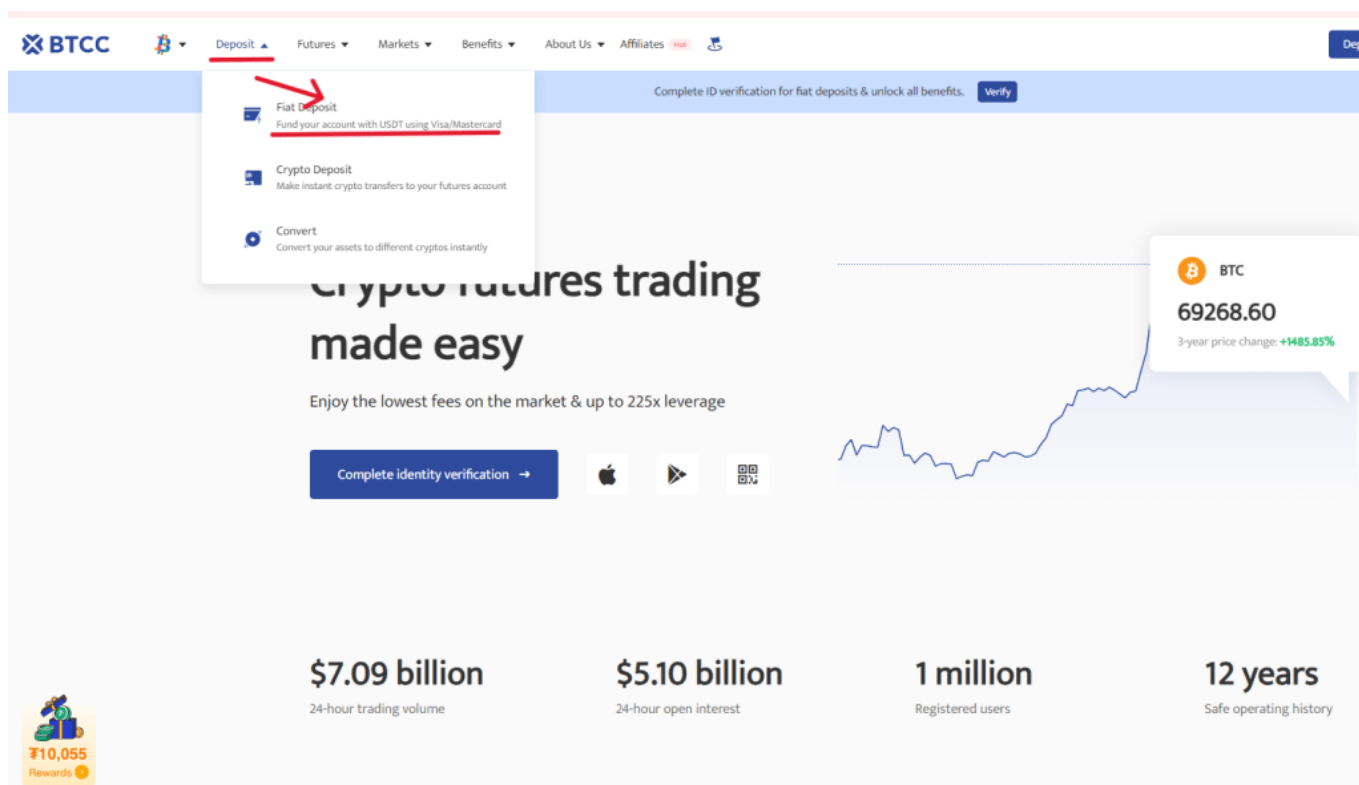 BTCC
Deposit
Futures
Markets
Benefits
About Us
Affiliates
Hot
Complete ID verification for fiat deposits & unlock all benefits.
Verify
Fiat Deposit
Fund your account with USDT using Visa/Mastercard
Crypto Deposit
Make instant crypto transfers to your futures account
Convert
Convert your assets to different cryptos instantly
Crypto futures trading
made easy
Enjoy the lowest fees on the market & up to 225x leverage
Complete identity verification →
BTC
69268.60
3-year price change: +1485.85%
$7.09 billion
24-hour trading volume
$5.10 billion
24-hour open interest
1 million
Registered users
12 years
Safe operating history
₮10,055
Rewards